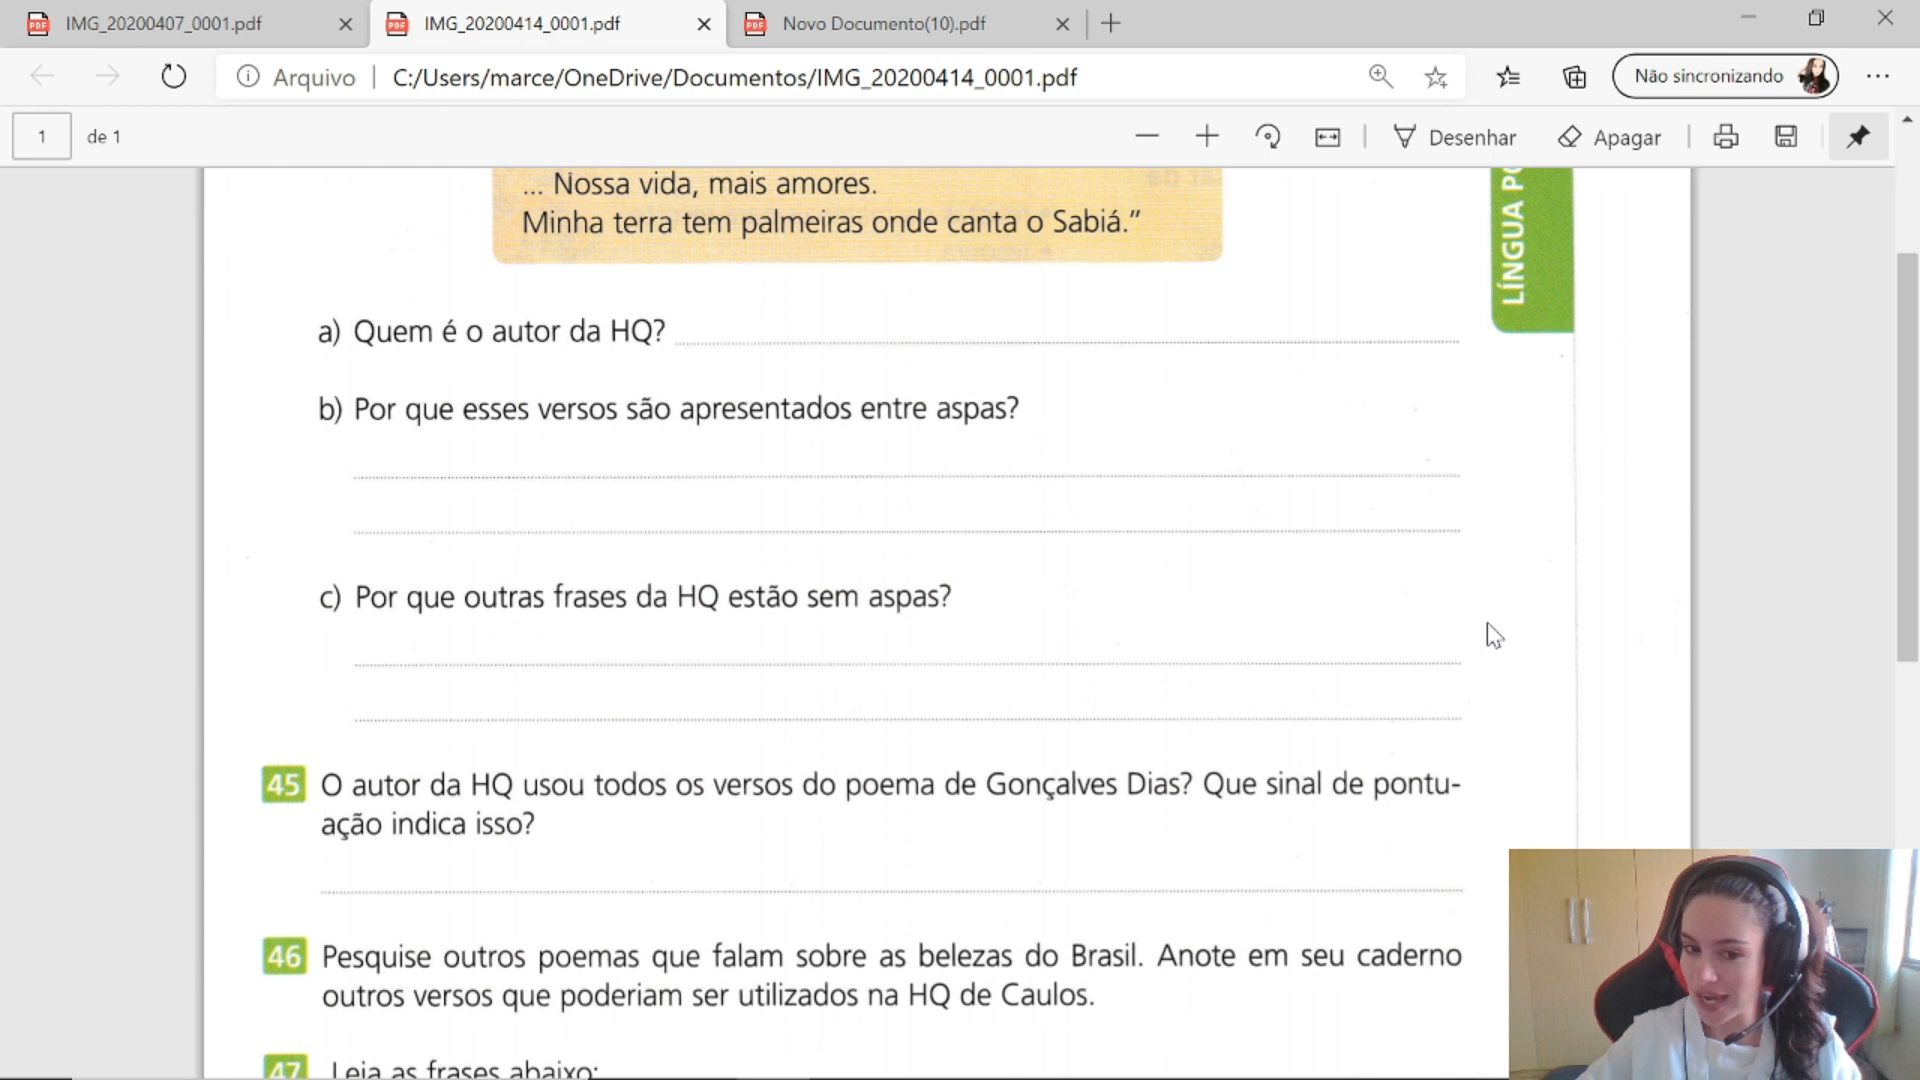 IMG_20200407_0001.pdf
IMG_20200414_0001.pdf
Novo Documento(10).pdf
Arquivo
C:/Users/marce/OneDrive/Documentos/IMG_20200414_0001.pdf
Não sincronizando
1 de 1
Desenhar
Apagar
... Nossa vida, mais amores.
Minha terra tem palmeiras onde canta o Sabiá.”
LÍNGUA
a) Quem é o autor da HQ?
b) Por que esses versos são apresentados entre aspas?
c) Por que outras frases da HQ estão sem aspas?
45 O autor da HQ usou todos os versos do poema de Gonçalves Dias? Que sinal de pontu-
ação indica isso?
46 Pesquise outros poemas que falam sobre as belezas do Brasil. Anote em seu caderno
outros versos que poderiam ser utilizados na HQ de Caulos.
47 Leia as frases abaixo: